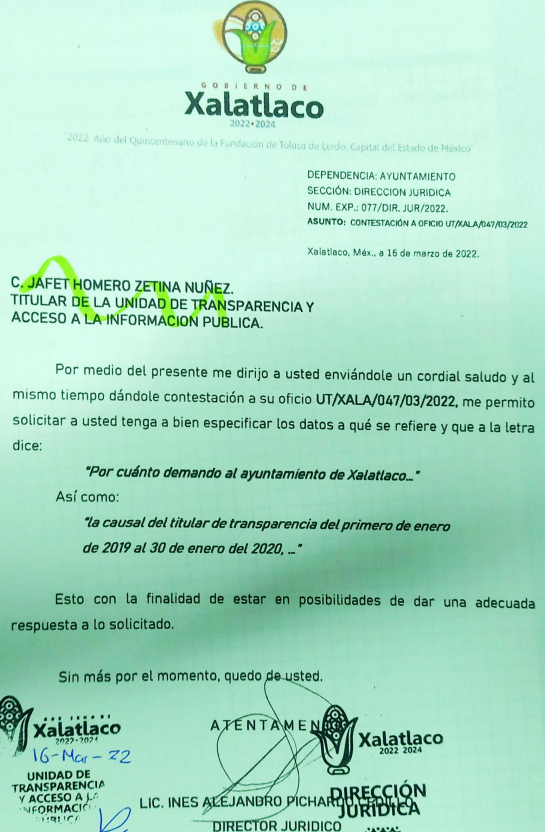 GOBIERNO DE
Xalatlaco
2022•2024
"2022. Año del Quincentenario de la Fundación de Toluca de Lerdo, Capital del Estado de México
DEPENDENCIA: AYUNTAMIENTO
SECCIÓN: DIRECCION JURIDICA
NUM. EXP.: 077/DIR. JUR/2022.
ASUNTO: CONTESTACIÓN A OFICIO UT/XALA/047/03/2022
Xalatlaco, Méx., a 15 de marzo de 2022.
C. JAFET HOMERO ZETINA NUÑEZ.
TITULAR DE LA UNIDAD DE TRANSPARENCIA Y
ACCESO A LA INFORMACION PUBLICA.
Por medio del presente me dirijo a usted enviándole un cordial saludo y al
mismo tiempo dándole contestación a su oficio UT/XALA/047/03/2022, me permito
solicitar a usted tenga a bien especificar los datos a qué se refiere y que a la letra
dice:
"Por cuánto demando al ayuntamiento de Xalatlaco..."
Así como:
"la causal del titular de transparencia del primero de enero
de 2019 al 30 de enero del 2020, ..."
Esto con la finalidad de estar en posibilidades de dar una adecuada
respuesta a lo solicitado.
Sin más por el momento, quedo de usted.
ATENTAMEN
Xalatlaco
2022-2024
16-Mar-22
UNIDAD DE
TRANSPARENCIA
Y ACCESO A LA
Xalatlaco
2022 2024
DIRECCIÓN
JURÍDICA
LIC. INES ALEJANDRO PICHARDO
DIRECTOR JURIDICO